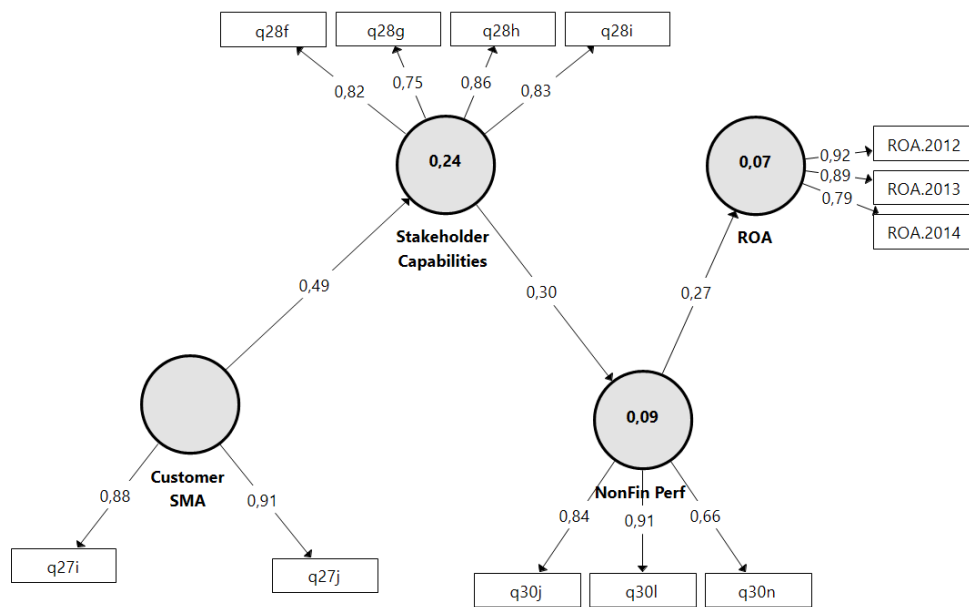 q28f
q28g
q28h
q28i
0,82
0,75
0,86
0,83
0,24
Stakeholder
Capabilities
0,07
ROA
0,92
0,89
0,79
ROA.2012
ROA.2013
ROA.2014
0,49
0,30
0,27
Customer
SMA
0,88
0,91
q27i
q27j
0,09
NonFin Perf
0,84
0,91
0,66
q30j
q30l
q30n